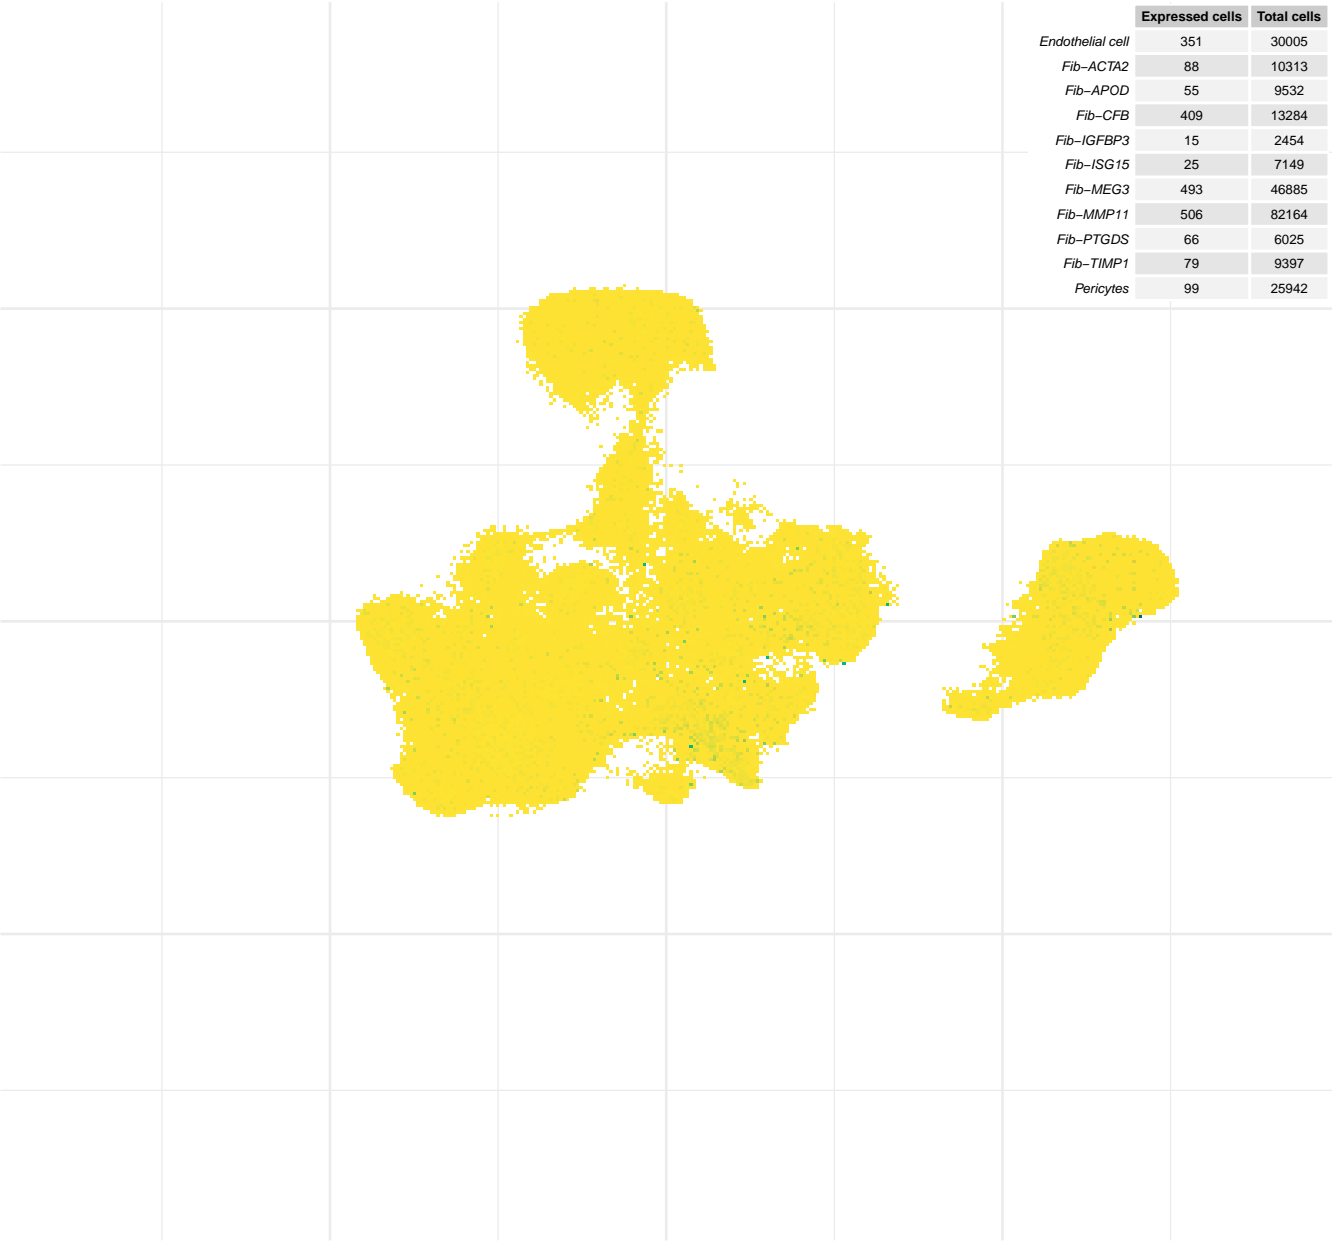 Expressed cells Total cells
Endothelial cell 351 30005
Fib−ACTA2 88 10313
Fib−APOD 55 9532
Fib−CFB 409 13284
Fib−IGFBP3 15 2454
Fib−ISG15 25 7149
Fib−MEG3 493 46885
Fib−MMP11 506 82164
Fib−PTGDS 66 6025
Fib−TIMP1 79 9397
Pericytes 99 25942